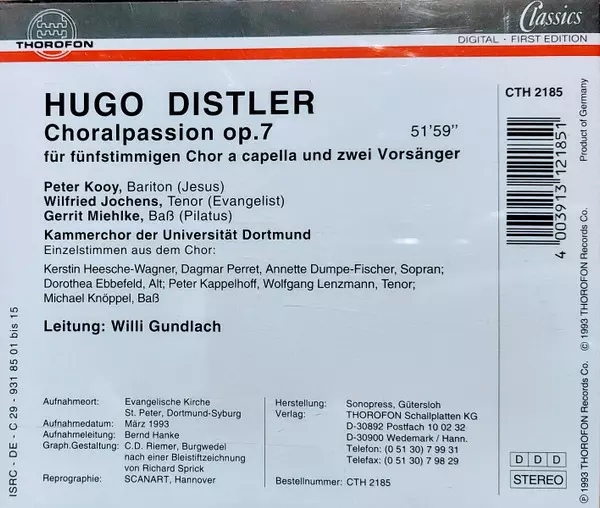 THOROFON
Classics
DIGITAL · FIRST EDITION
HUGO DISTLER
CTH 2185
Choralpassion op.7 51'59"
für fünfstimmigen Chor a capella und zwei Vorsänger
Peter Kooy, Bariton (Jesus)
Wilfried Jochens, Tenor (Evangelist)
Gerrit Miehlke, Baß (Pilatus)
Kammerchor der Universität Dortmund
Einzelstimmen aus dem Chor:
Kerstin Heesche-Wagner, Dagmar Perret, Annette Dumpe-Fischer, Sopran;
Dorothea Ebbefeld, Alt; Peter Kappelhoff, Wolfgang Lenzmann, Tenor;
Michael Knöppel, Baß
Leitung: Willi Gundlach
4 003913 121851
Product of Germany
℗ 1993 THOROFON Records Co. © 1993 THOROFON Records Co.
ISRC - DE - C 29 - 931 85 01 bis 15
Aufnahmeort: Evangelische Kirche
St. Peter, Dortmund-Syburg
Aufnahmedatum: März 1993
Aufnahmeleitung: Bernd Hanke
Graph.Gestaltung: C.D. Riemer, Burgwedel
nach einer Bleistiftzeichnung
von Richard Sprick
Reprographie: SCANART, Hannover
Herstellung: Sonopress, Gütersloh
Verlag: THOROFON Schallplatten KG
D-30892 Postfach 10 02 32
D-30900 Wedemark / Hann.
Telefon: (0 51 30) 7 99 31
Telefax: (0 51 30) 7 98 29
Bestellnummer: CTH 2185
D D D
STEREO